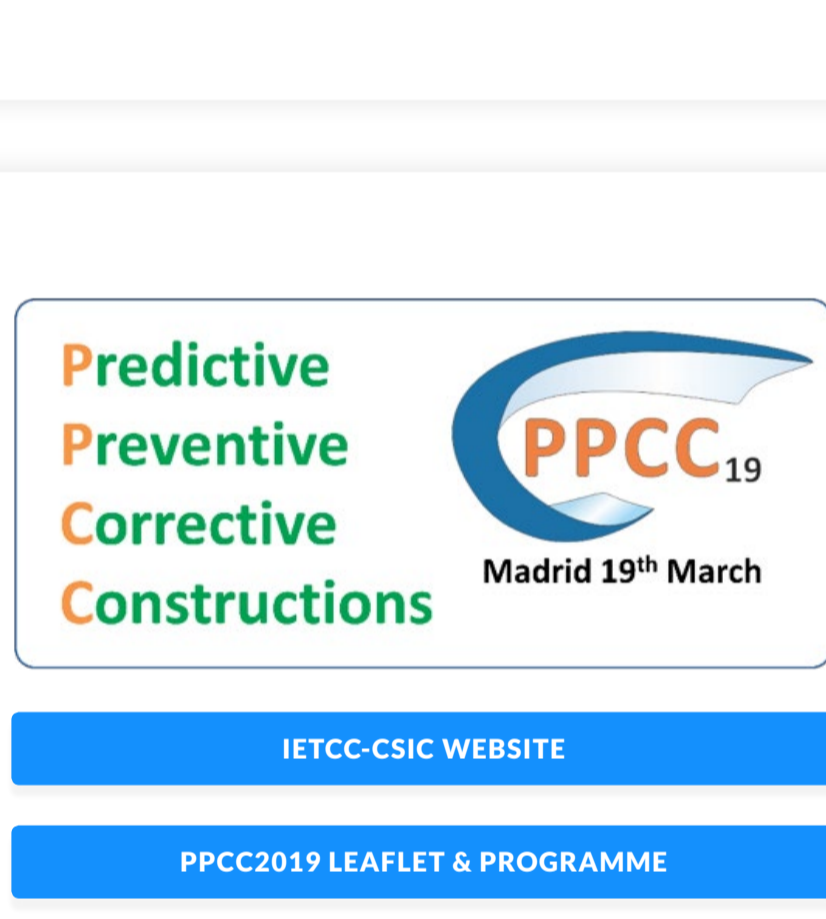 Predictive
Preventive
Corrective
Constructions
PPCC19
Madrid 19th March
IETCC-CSIC WEBSITE
PPCC2019 LEAFLET & PROGRAMME